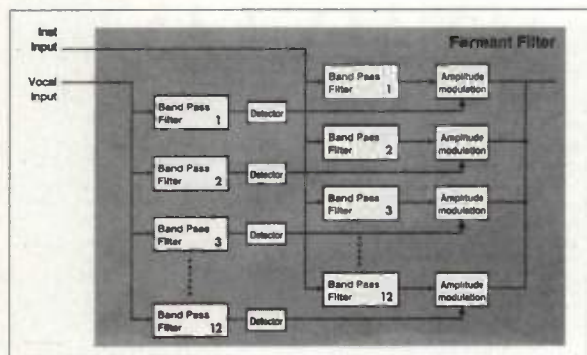 Inst
Input
Vocal
Input
Formant Filter
Band Pass
Filter 1
Amplitude
modulation
Band Pass
Filter 1
Detector
Band Pass
Filter 2
Amplitude
modulation
Band Pass
Filter 2
Detector
Band Pass
Filter 3
Amplitude
modulation
Band Pass
Filter 3
Detector
Band Pass
Filter 12
Amplitude
modulation
Band Pass
Filter 12
Detector